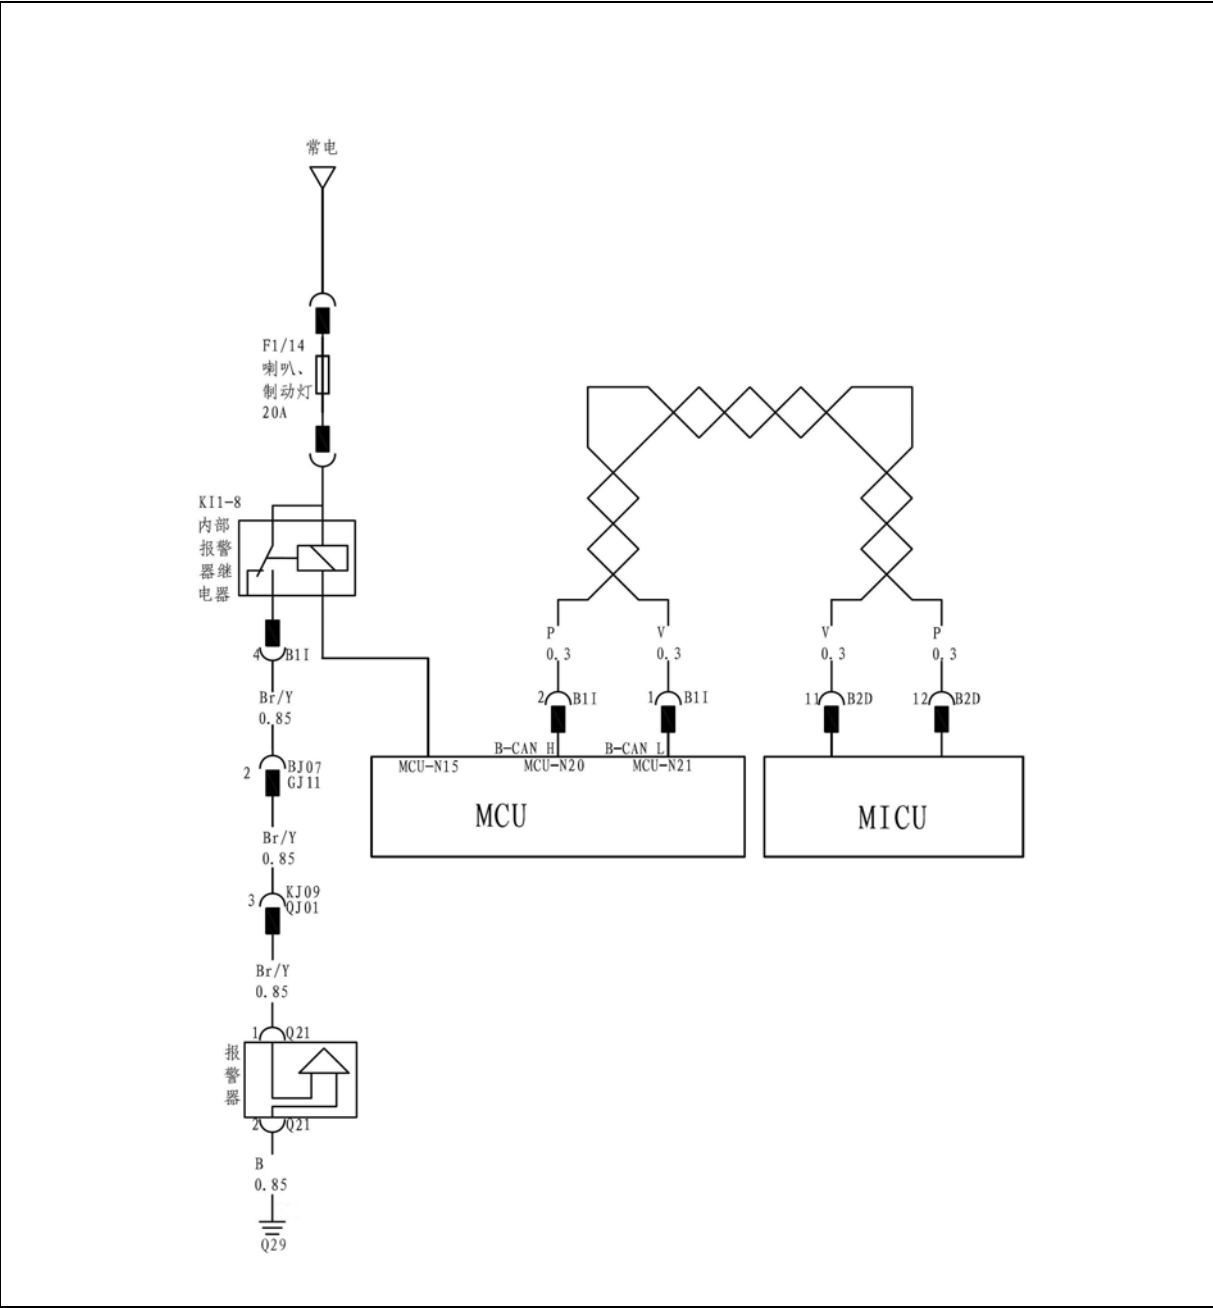 常电
F1/14
喇叭、
制动灯
20A
KI1-8
内部
报警
器继
电器
4 B1I
Br/Y
0.85
2 BJ07
GJ11
Br/Y
0.85
3 KJ09
QJ01
Br/Y
0.85
1 Q21
报
警
器
2 Q21
B
0.85
Q29
P
0.3
V
0.3
V
0.3
P
0.3
2 B1I
1 B1I
11 B2D
12 B2D
B-CAN H
B-CAN L
MCU-N15
MCU-N20
MCU-N21
MCU
MICU